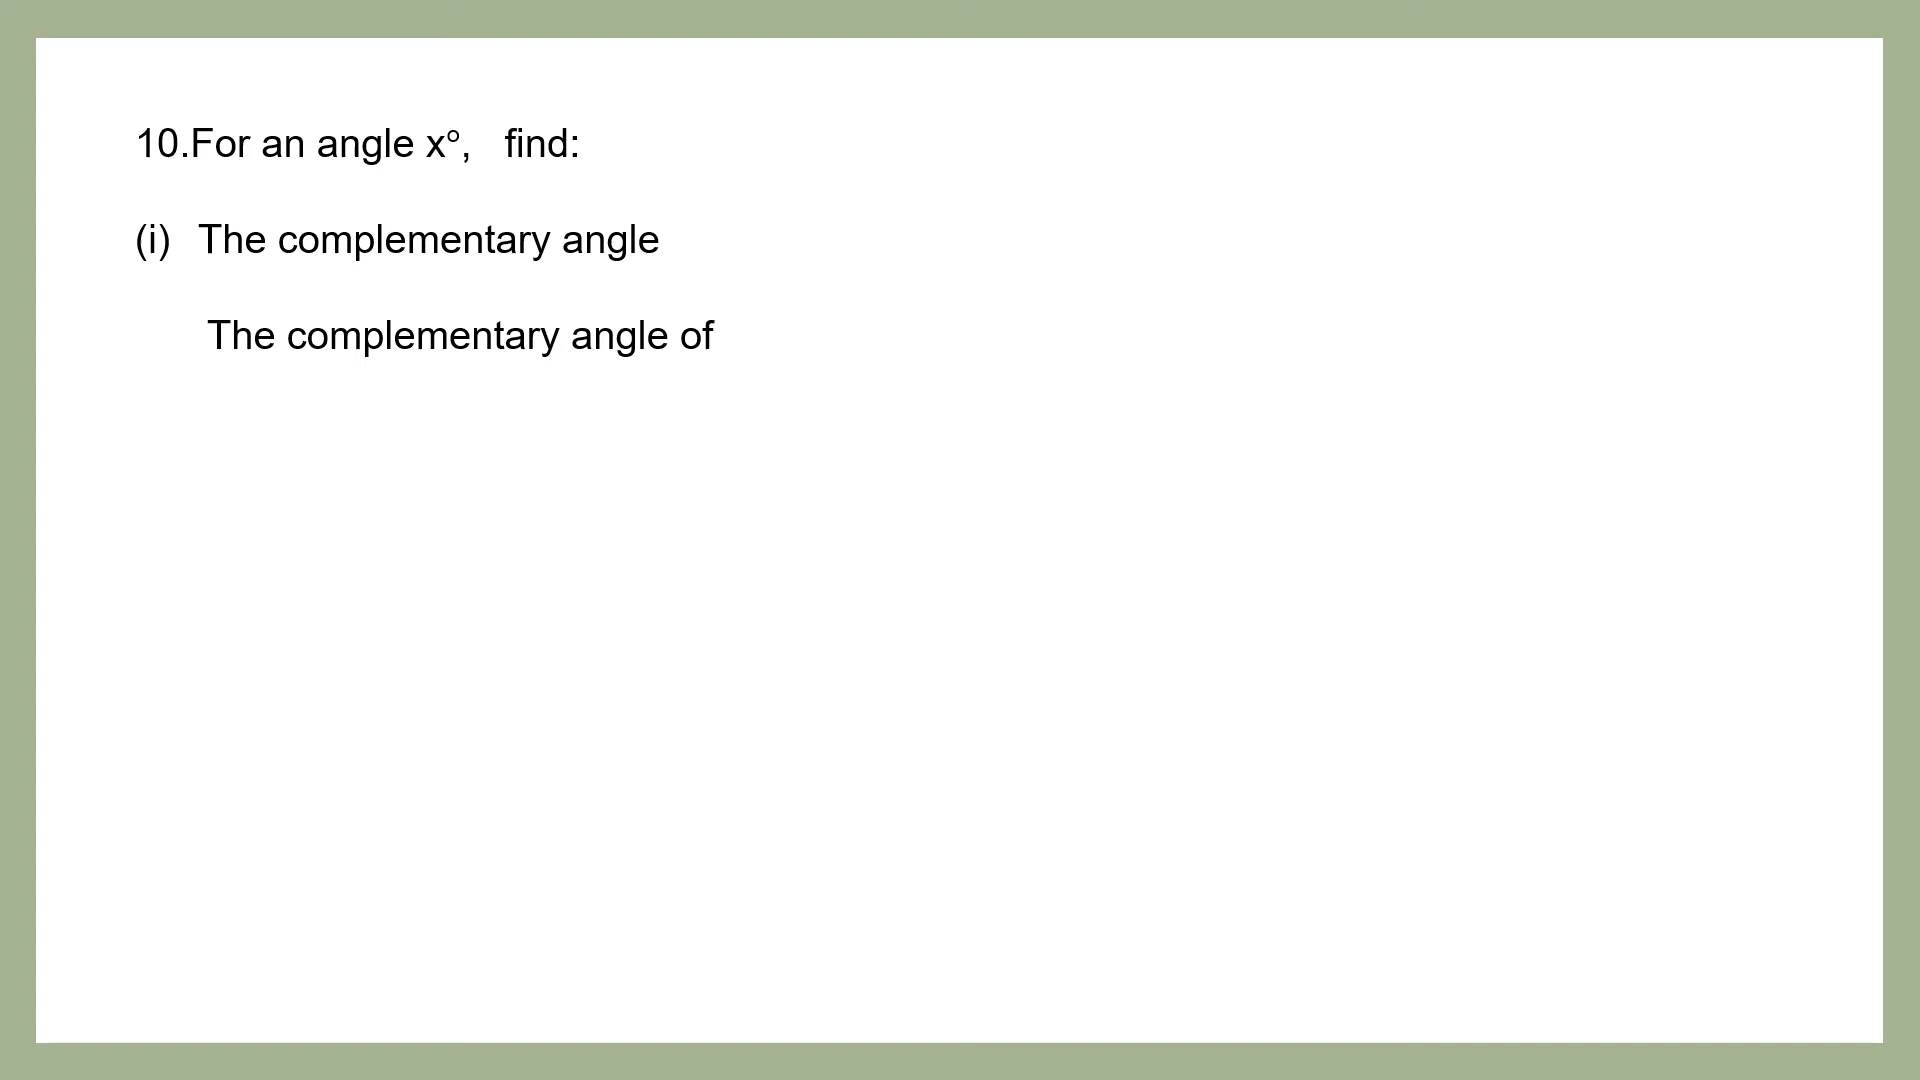 10.For an angle x°, find:
(i) The complementary angle
The complementary angle of